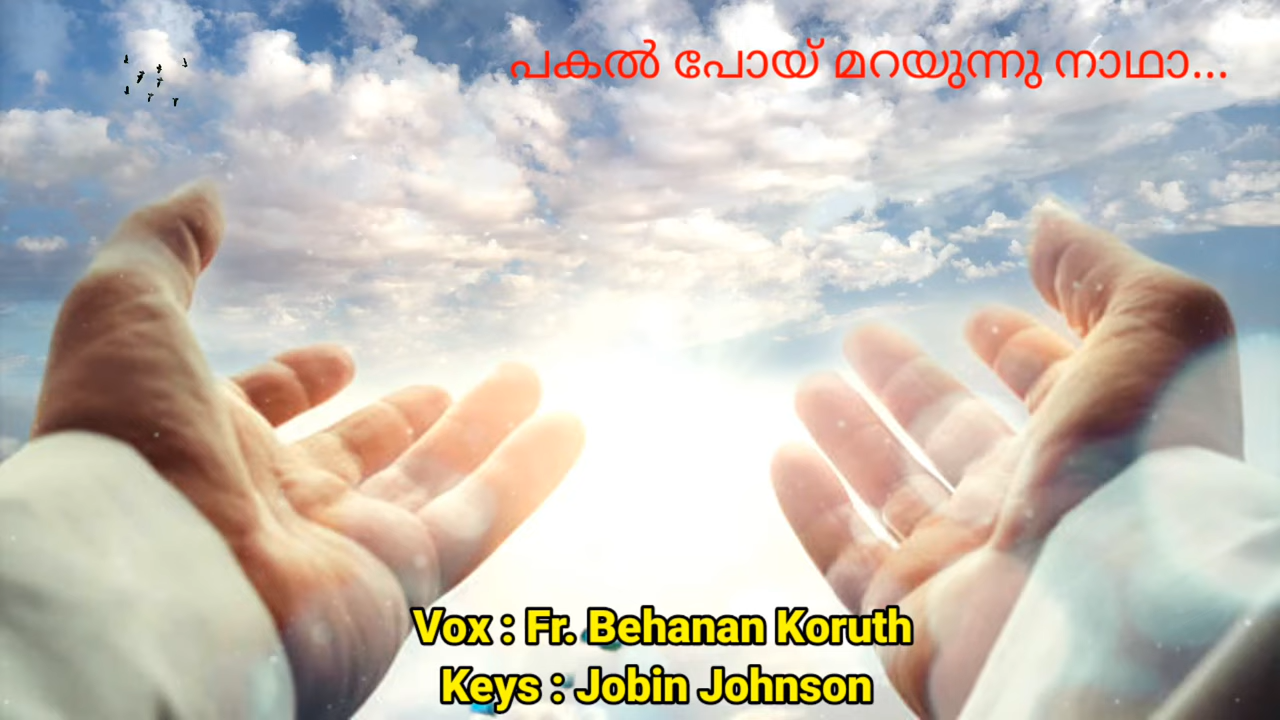 പകൽ പോയ് മറയുന്നു നാഥാ...
Vox : Fr. Behanan Koruth
Keys : Jobin Johnson